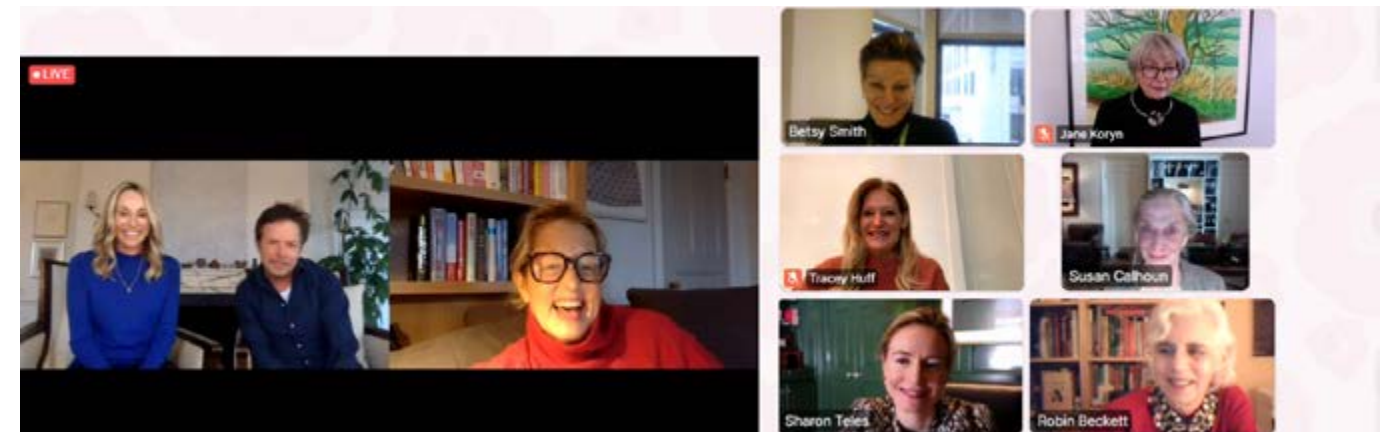 LIVE
Betsy Smith
Jane Koryn
Tracey Huff
Susan Calhoun
Sharon Teles
Robin Beckett